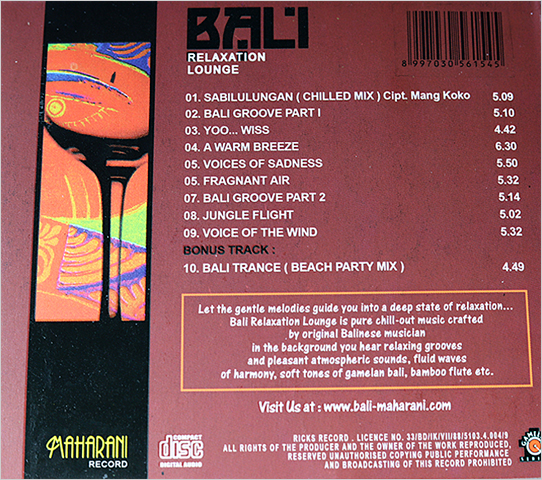 BALI
RELAXATION
LOUNGE
8 997030 561545
01. SABILULUNGAN ( CHILLED MIX ) Cipt. Mang Koko 5.09
02. BALI GROOVE PART I 5.10
03. YOO... WISS 4.42
04. A WARM BREEZE 6.30
05. VOICES OF SADNESS 5.50
05. FRAGNANT AIR 5.32
07. BALI GROOVE PART 2 5.14
08. JUNGLE FLIGHT 5.02
09. VOICE OF THE WIND 5.32
BONUS TRACK :
10. BALI TRANCE ( BEACH PARTY MIX ) 4.49
Let the gentle melodies guide you into a deep state of relaxation...
Bali Relaxation Lounge is pure chill-out music crafted
by original Balinese musician
in the background you hear relaxing grooves
and pleasant atmospheric sounds, fluid waves
of harmony, soft tones of gamelan bali, bamboo flute etc.
Visit Us at : www.bali-maharani.com
MAHARANI
RECORD
COMPACT
disc
DIGITAL AUDIO
RICKS RECORD . LICENCE NO. 33/BD/IK/VII/88/5103.4.004/9
ALL RIGHTS OF THE PRODUCER AND THE OWNER OF THE WORK REPRODUCED,
RESERVED UNAUTHORISED COPYING PUBLIC PERFORMANCE
AND BROADCASTING OF THIS RECORD PROHIBITED